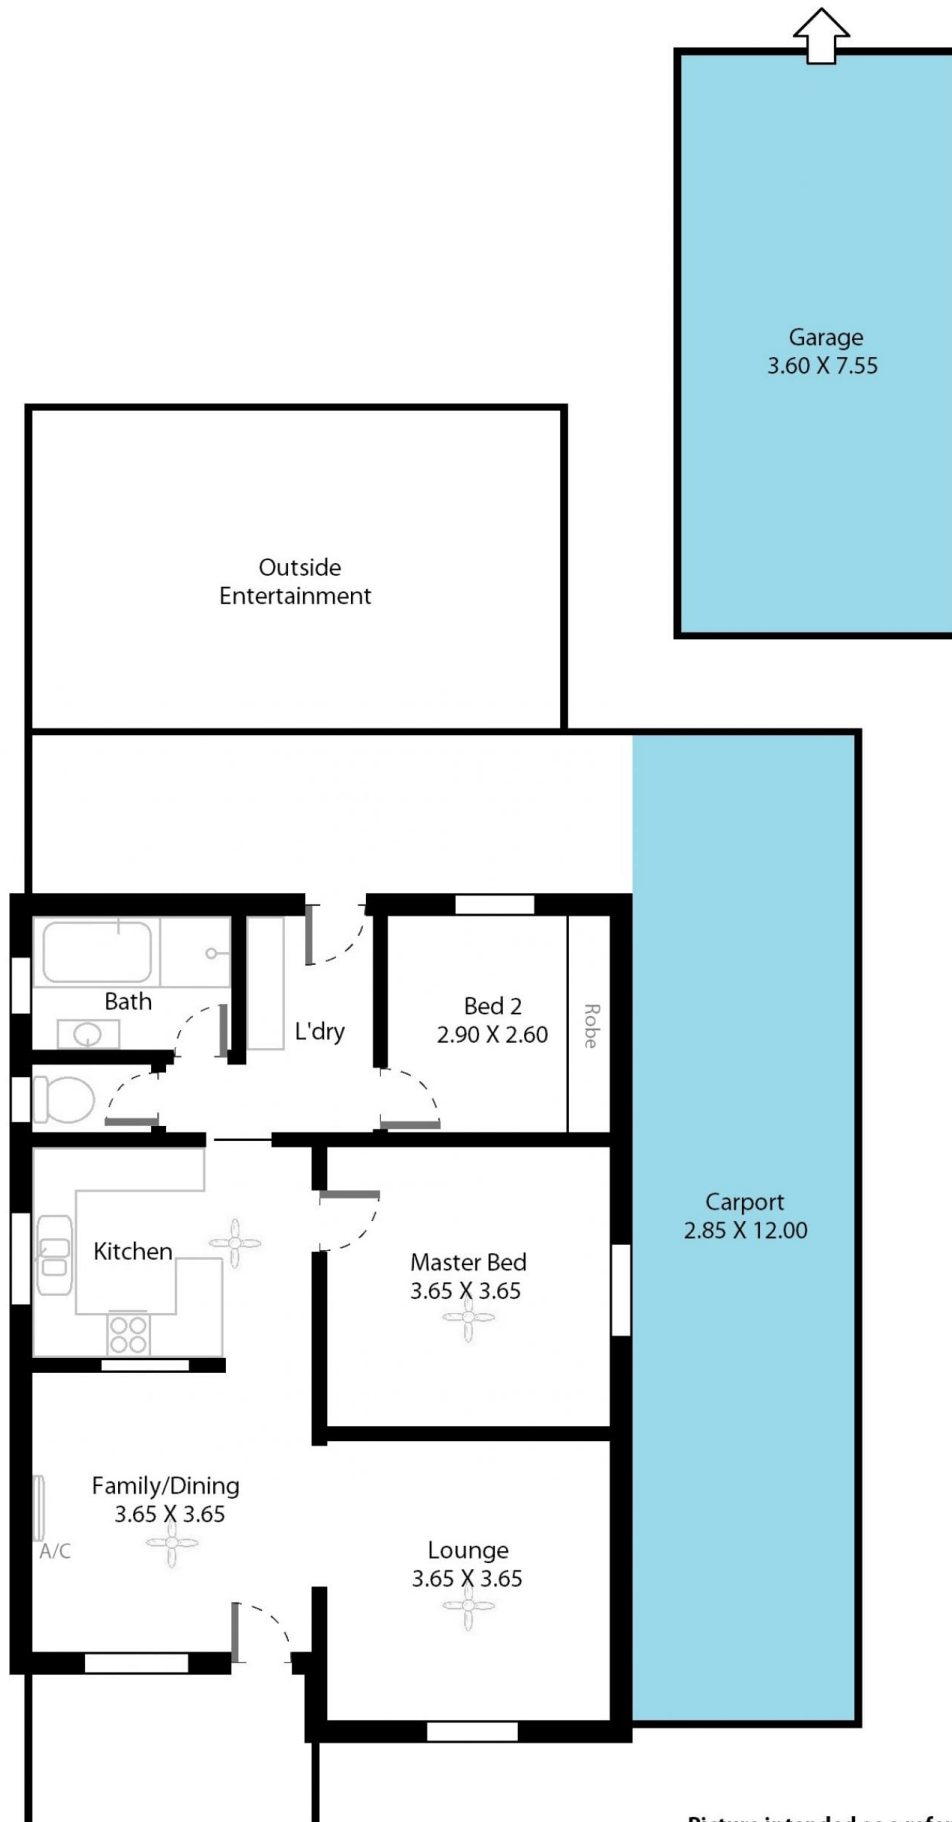 Garage
3.60 X 7.55
Outside
Entertainment
Bath
L'dry
Bed 2
2.90 X 2.60
Robe
Kitchen
Master Bed
3.65 X 3.65
Carport
2.85 X 12.00
Family/Dining
3.65 X 3.65
A/C
Lounge
3.65 X 3.65